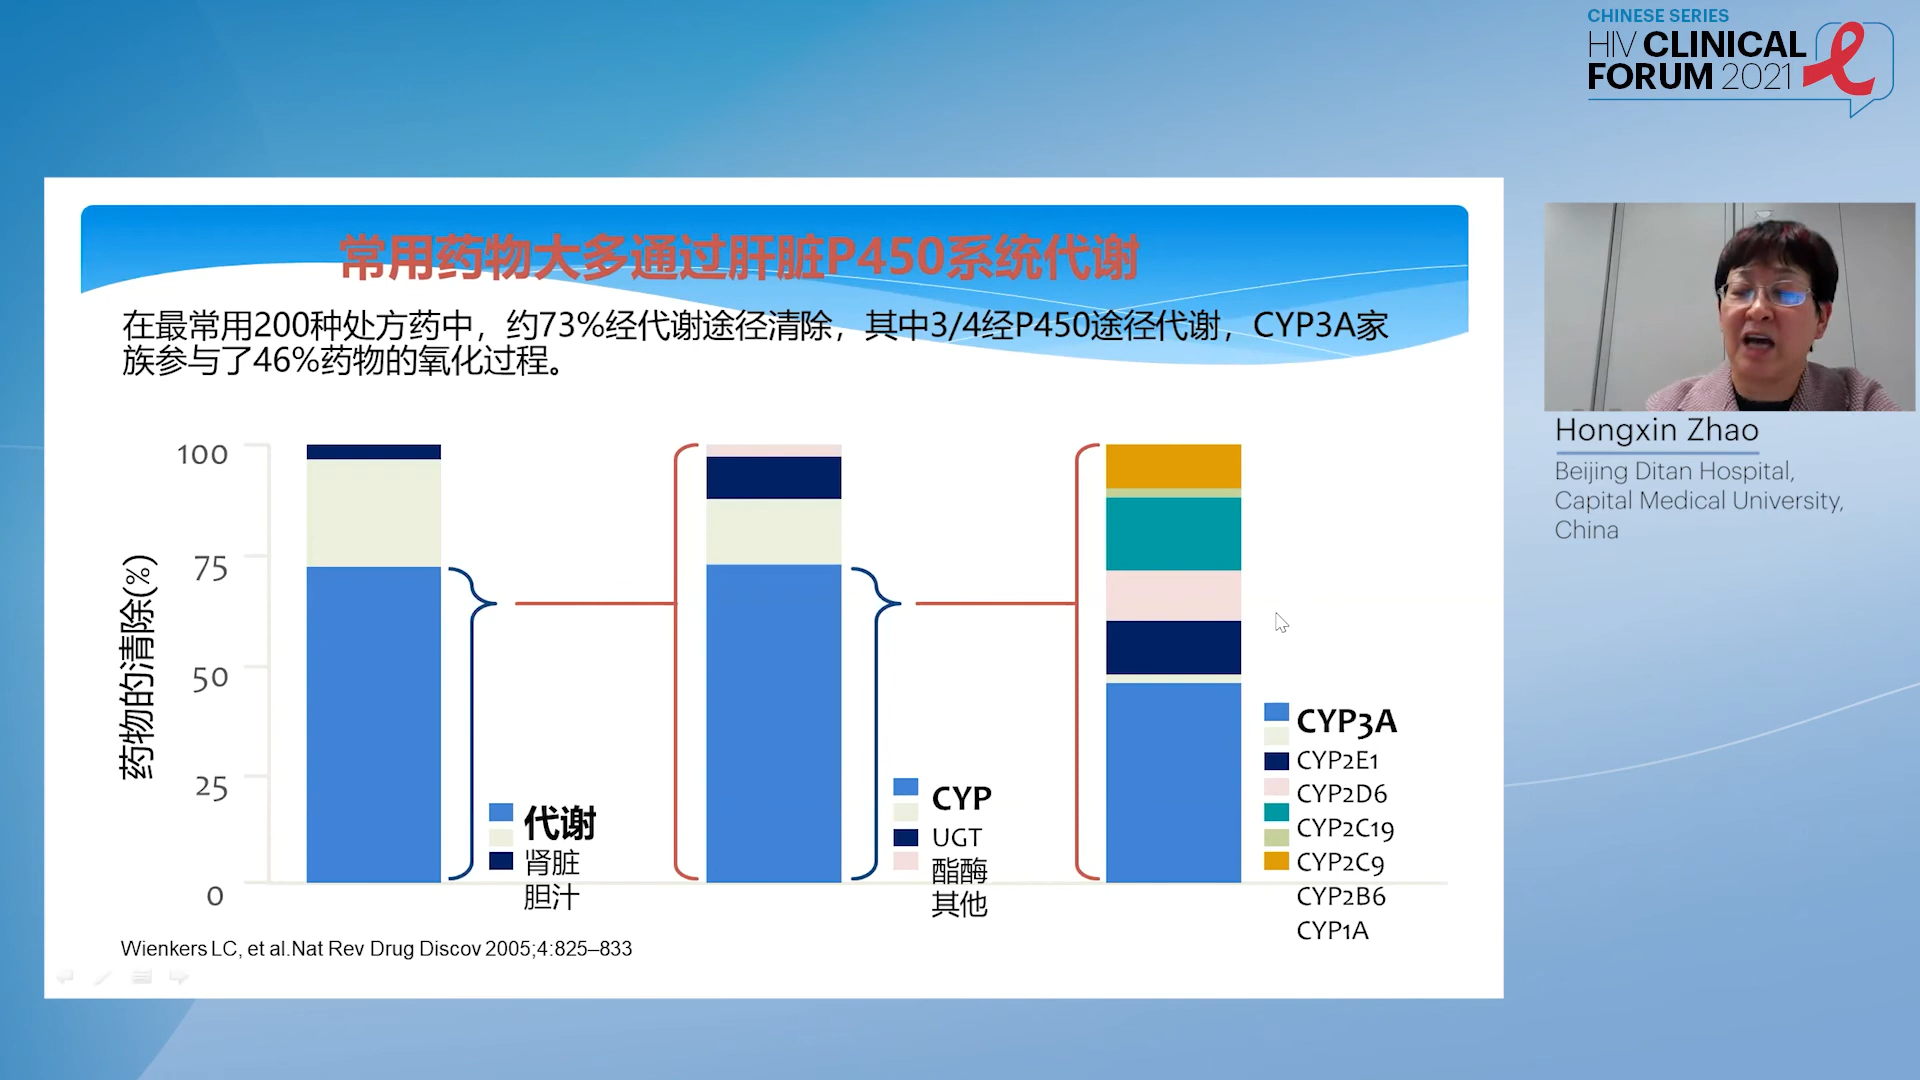 CHINESE SERIES
HIV CLINICAL
FORUM 2021
常用药物大多通过肝脏P450系统代谢
在最常用200种处方药中，约73%经代谢途径清除，其中3/4经P450途径代谢，CYP3A家
族参与了46%药物的氧化过程。
药物的清除(%)
100
75
50
25
0
代谢
肾脏
胆汁
CYP
UGT
酯酶
其他
CYP3A
CYP2E1
CYP2D6
CYP2C19
CYP2C9
CYP2B6
CYP1A
Wienkers LC, et al.Nat Rev Drug Discov 2005;4:825–833
Hongxin Zhao
Beijing Ditan Hospital,
Capital Medical University,
China